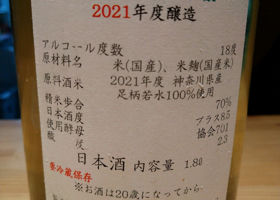 2021年度醸造
アルコール度数 18度
原材料名 米(国産)、米麹(国産米)
原料酒米 2021年度 神奈川県産
足柄若水100%使用
精米歩合 70%
日本酒度 プラス8.5
使用酵母 協会701
酸度 2.3
日本酒 内容量 1.8ℓ
要冷蔵保存
※お酒は20歳になってから